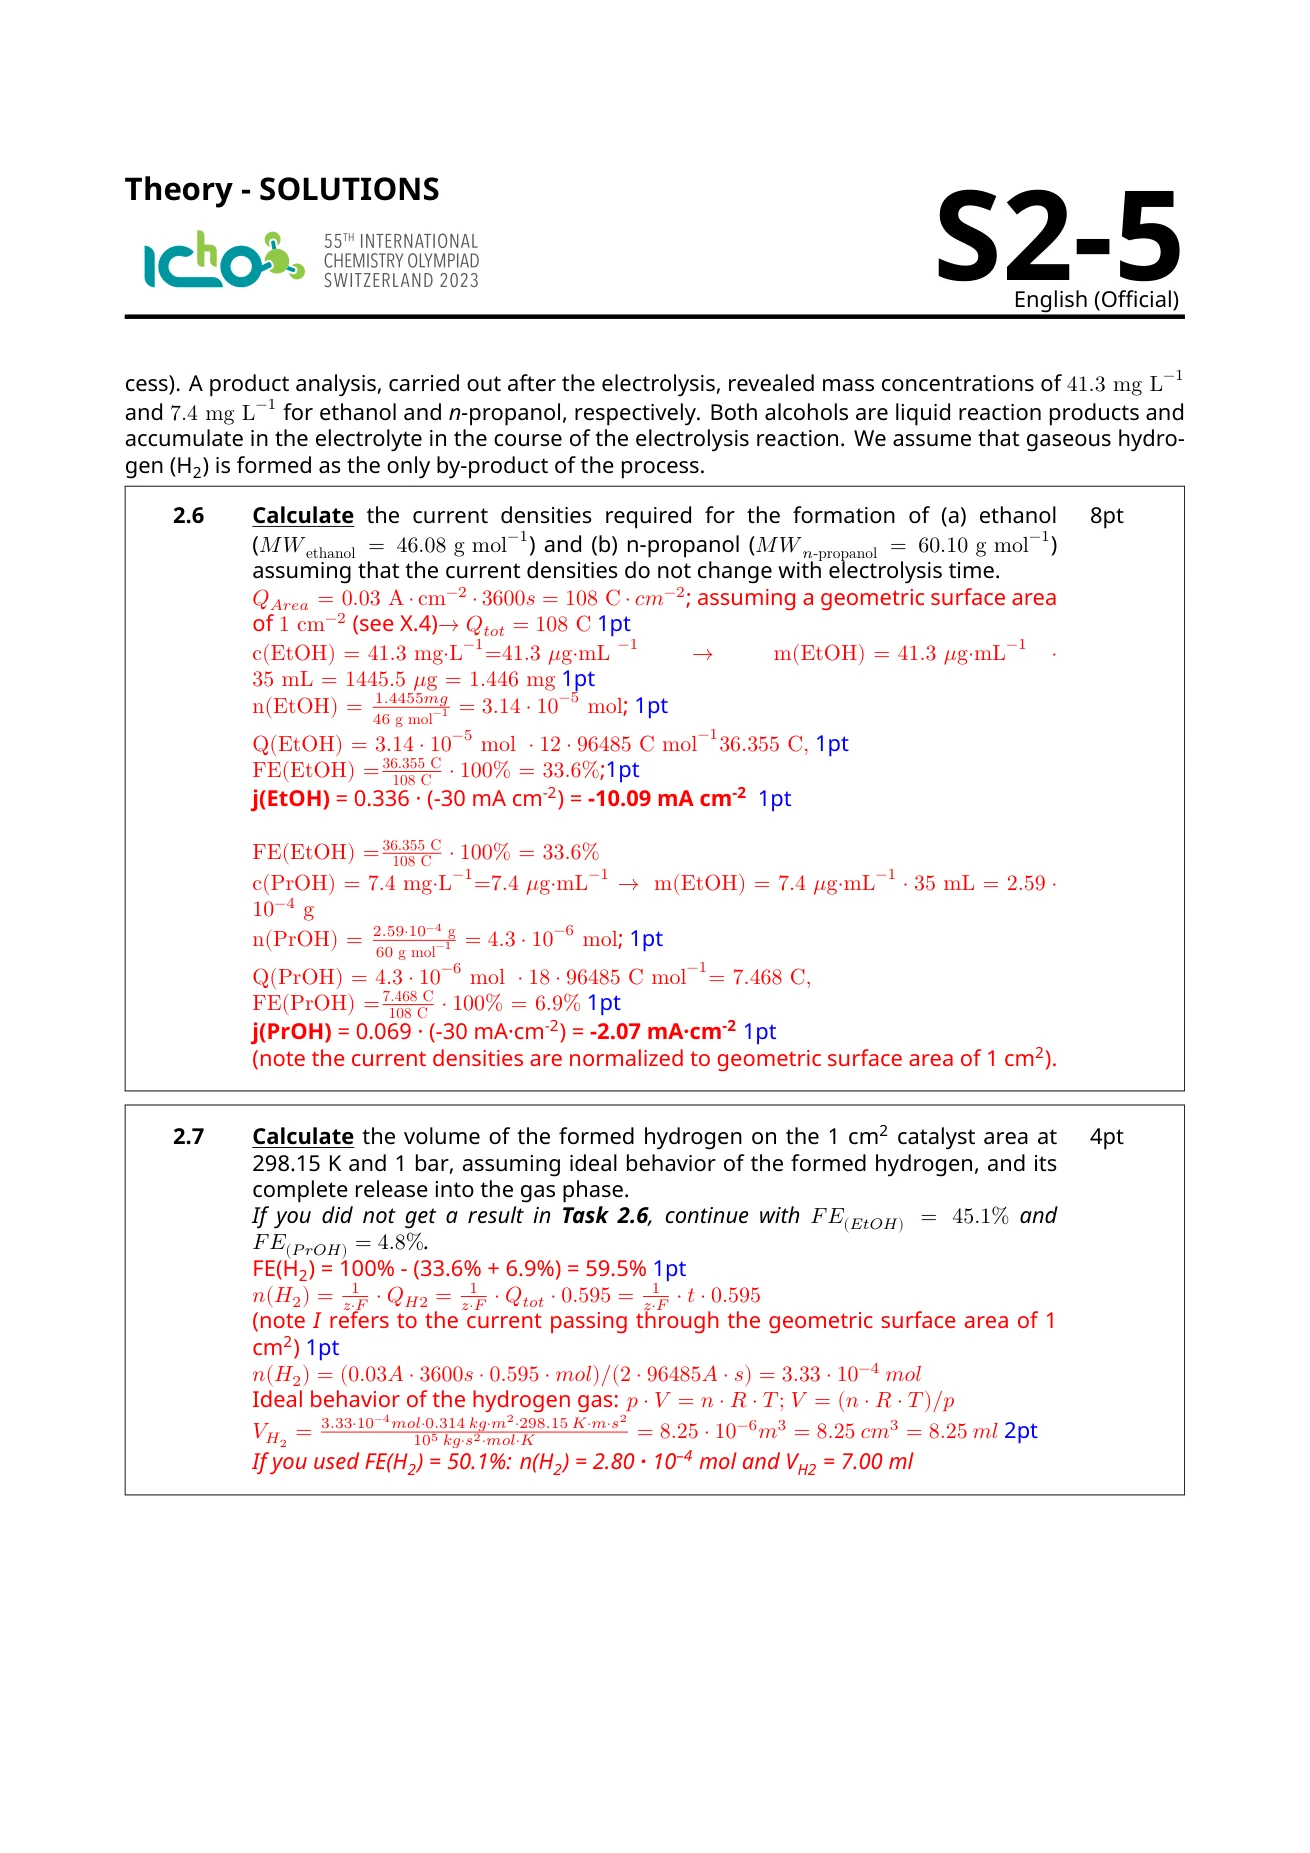 Theory - SOLUTIONS
S2-5
English (Official)
IChO
55TH INTERNATIONAL
CHEMISTRY OLYMPIAD
SWITZERLAND 2023
cess). A product analysis, carried out after the electrolysis, revealed mass concentrations of 41.3 mg L⁻¹
and 7.4 mg L⁻¹ for ethanol and n-propanol, respectively. Both alcohols are liquid reaction products and
accumulate in the electrolyte in the course of the electrolysis reaction. We assume that gaseous hydro-
gen (H₂) is formed as the only by-product of the process.
2.6 Calculate the current densities required for the formation of (a) ethanol 8pt
(MW_ethanol = 46.08 g mol⁻¹) and (b) n-propanol (MW_n-propanol = 60.10 g mol⁻¹)
assuming that the current densities do not change with electrolysis time.
Q_Area = 0.03 A · cm⁻² · 3600s = 108 C · cm⁻²; assuming a geometric surface area
of 1 cm⁻² (see X.4)→ Q_tot = 108 C 1pt
c(EtOH) = 41.3 mg·L⁻¹=41.3 μg·mL ⁻¹ → m(EtOH) = 41.3 μg·mL⁻¹ ·
35 mL = 1445.5 μg = 1.446 mg 1pt
n(EtOH) = 1.4455mg / 46 g mol⁻¹ = 3.14 · 10⁻⁵ mol; 1pt
Q(EtOH) = 3.14 · 10⁻⁵ mol · 12 · 96485 C mol⁻¹36.355 C, 1pt
FE(EtOH) = 36.355 C / 108 C · 100% = 33.6%;1pt
j(EtOH) = 0.336 · (-30 mA cm⁻²) = -10.09 mA cm⁻² 1pt
FE(EtOH) = 36.355 C / 108 C · 100% = 33.6%
c(PrOH) = 7.4 mg·L⁻¹=7.4 μg·mL⁻¹ → m(EtOH) = 7.4 μg·mL⁻¹ · 35 mL = 2.59 ·
10⁻⁴ g
n(PrOH) = 2.59·10⁻⁴ g / 60 g mol⁻¹ = 4.3 · 10⁻⁶ mol; 1pt
Q(PrOH) = 4.3 · 10⁻⁶ mol · 18 · 96485 C mol⁻¹= 7.468 C,
FE(PrOH) = 7.468 C / 108 C · 100% = 6.9% 1pt
j(PrOH) = 0.069 · (-30 mA·cm⁻²) = -2.07 mA·cm⁻² 1pt
(note the current densities are normalized to geometric surface area of 1 cm²).
2.7 Calculate the volume of the formed hydrogen on the 1 cm² catalyst area at 4pt
298.15 K and 1 bar, assuming ideal behavior of the formed hydrogen, and its
complete release into the gas phase.
If you did not get a result in Task 2.6, continue with FE_(EtOH) = 45.1% and
FE_(PrOH) = 4.8%.
FE(H₂) = 100% - (33.6% + 6.9%) = 59.5% 1pt
n(H₂) = 1/(z·F) · Q_H2 = 1/(z·F) · Q_tot · 0.595 = 1/(z·F) · t · 0.595
(note I refers to the current passing through the geometric surface area of 1
cm²) 1pt
n(H₂) = (0.03A · 3600s · 0.595 · mol)/(2 · 96485A · s) = 3.33 · 10⁻⁴ mol
Ideal behavior of the hydrogen gas: p · V = n · R · T; V = (n · R · T)/p
V_H₂ = 3.33·10⁻⁴mol·0.314 kg·m²·298.15 K·m·s² / 10⁵ kg·s²·mol·K = 8.25 · 10⁻⁶m³ = 8.25 cm³ = 8.25 ml 2pt
If you used FE(H₂) = 50.1%: n(H₂) = 2.80 · 10⁻⁴ mol and V_H2 = 7.00 ml